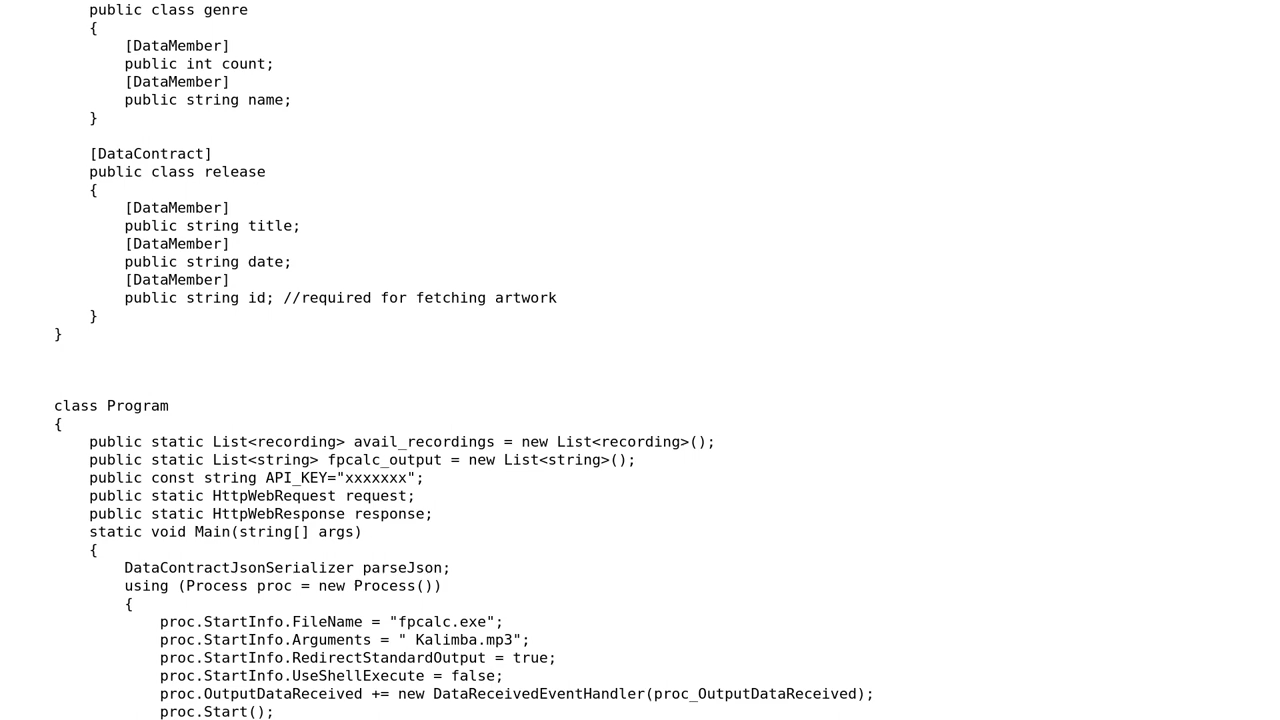 public class genre
{
[DataMember]
public int count;
[DataMember]
public string name;
}
[DataContract]
public class release
{
[DataMember]
public string title;
[DataMember]
public string date;
[DataMember]
public string id; //required for fetching artwork
}
}
class Program
{
public static List<recording> avail_recordings = new List<recording>();
public static List<string> fpcalc_output = new List<string>();
public const string API_KEY="xxxxxxx";
public static HttpWebRequest request;
public static HttpWebResponse response;
static void Main(string[] args)
{
DataContractJsonSerializer parseJson;
using (Process proc = new Process())
{
proc.StartInfo.FileName = "fpcalc.exe";
proc.StartInfo.Arguments = " Kalimba.mp3";
proc.StartInfo.RedirectStandardOutput = true;
proc.StartInfo.UseShellExecute = false;
proc.OutputDataReceived += new DataReceivedEventHandler(proc_OutputDataReceived);
proc.Start();